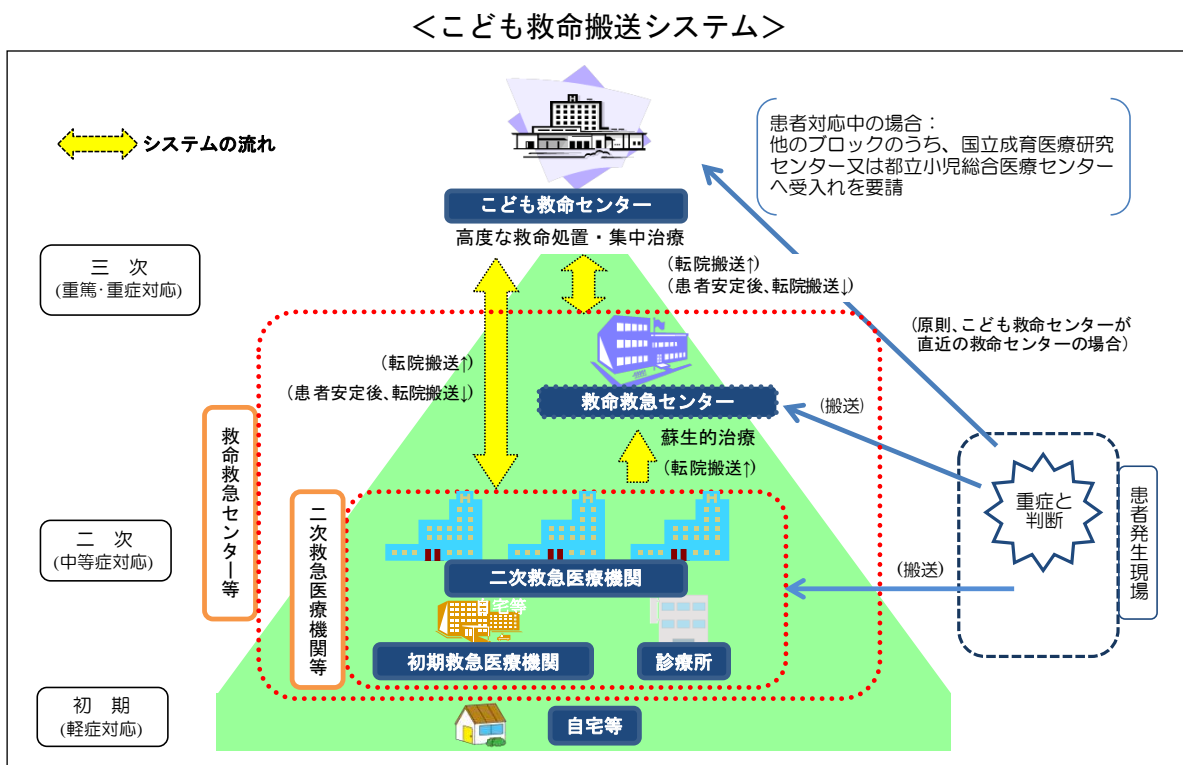 ＜こども救命搬送システム＞
システムの流れ
患者対応中の場合：
他のブロックのうち、国立成育医療研究
センター又は都立小児総合医療センター
へ受入れを要請
こども救命センター
高度な救命処置・集中治療
三　次
(重篤・重症対応)
（転院搬送↑）
（患者安定後、転院搬送↓）
（原則、こども救命センターが
直近の救命センターの場合）
（転院搬送↑）
（患者安定後、転院搬送↓）
救命救急センター
（搬送）
蘇生的治療
（転院搬送↑）
救命救急センター等
二次救急医療機関等
重症と
判断
患者発生現場
二　次
(中等症対応)
二次救急医療機関
（搬送）
自宅等
初期救急医療機関
診療所
初　期
(軽症対応)
自宅等